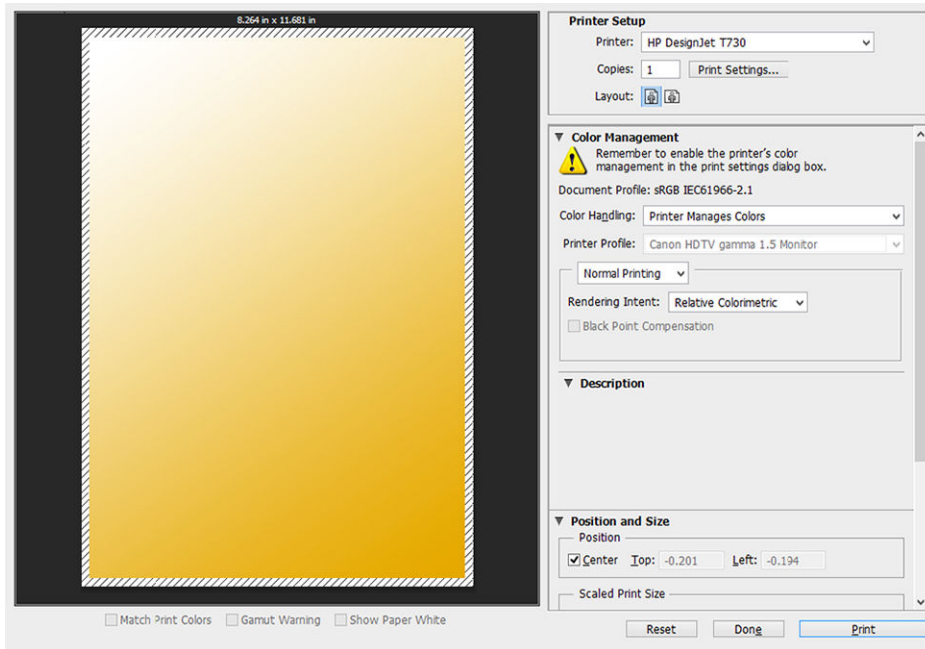 8.264 in x 11.681 in
Printer Setup
Printer: HP DesignJet T730
Copies: 1 Print Settings...
Layout:
Color Management
Remember to enable the printer's color
management in the print settings dialog box.
Document Profile: sRGB IEC61966-2.1
Color Handling: Printer Manages Colors
Printer Profile: Canon HDTV gamma 1.5 Monitor
Normal Printing
Rendering Intent: Relative Colorimetric
Black Point Compensation
Description
Position and Size
Position
Center Top: -0.201 Left: -0.194
Scaled Print Size
Match Print Colors Gamut Warning Show Paper White
Reset Done Print